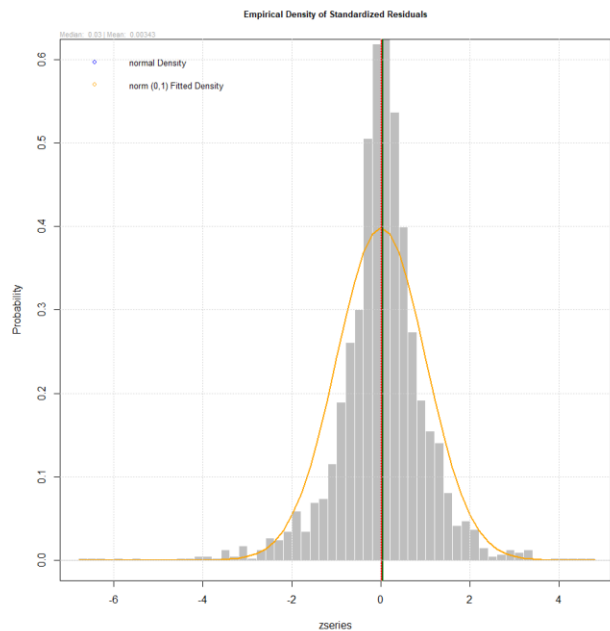 Empirical Density of Standardized Residuals
Median: 0.03 | Mean: 0.00343
normal Density
norm (0,1) Fitted Density
Probability
0.6
0.5
0.4
0.3
0.2
0.1
0.0
-6 -4 -2 0 2 4
zseries